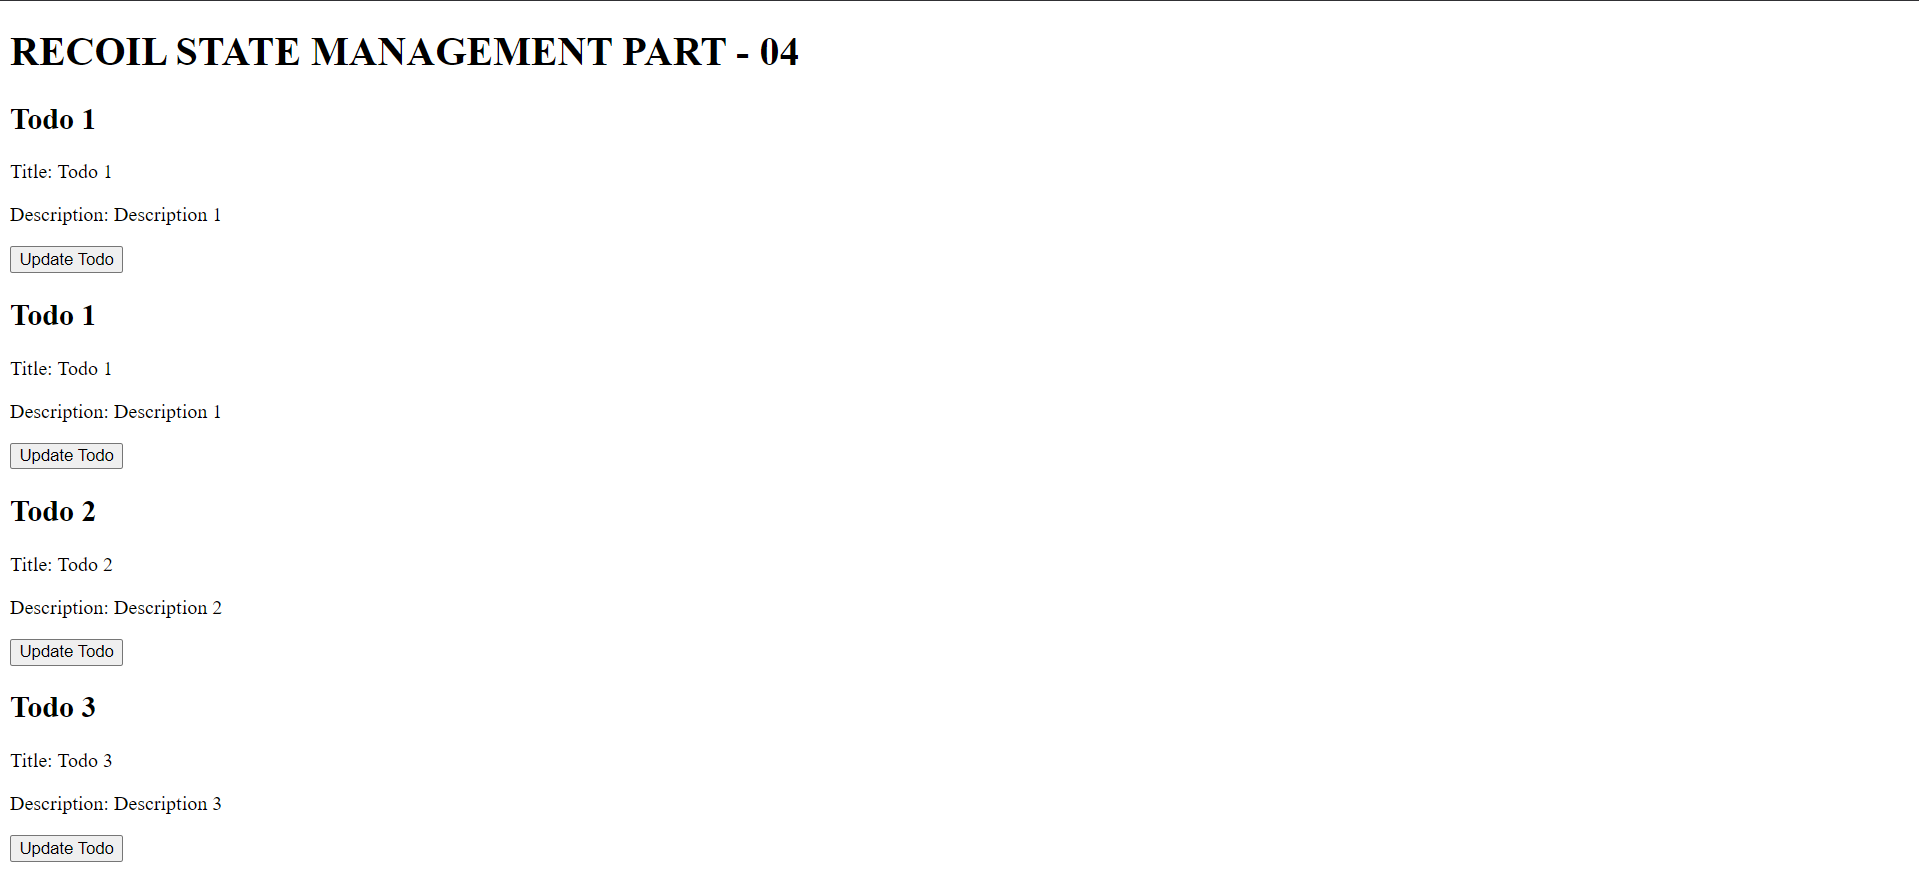 RECOIL STATE MANAGEMENT PART - 04
Todo 1
Title: Todo 1
Description: Description 1
Update Todo
Todo 1
Title: Todo 1
Description: Description 1
Update Todo
Todo 2
Title: Todo 2
Description: Description 2
Update Todo
Todo 3
Title: Todo 3
Description: Description 3
Update Todo